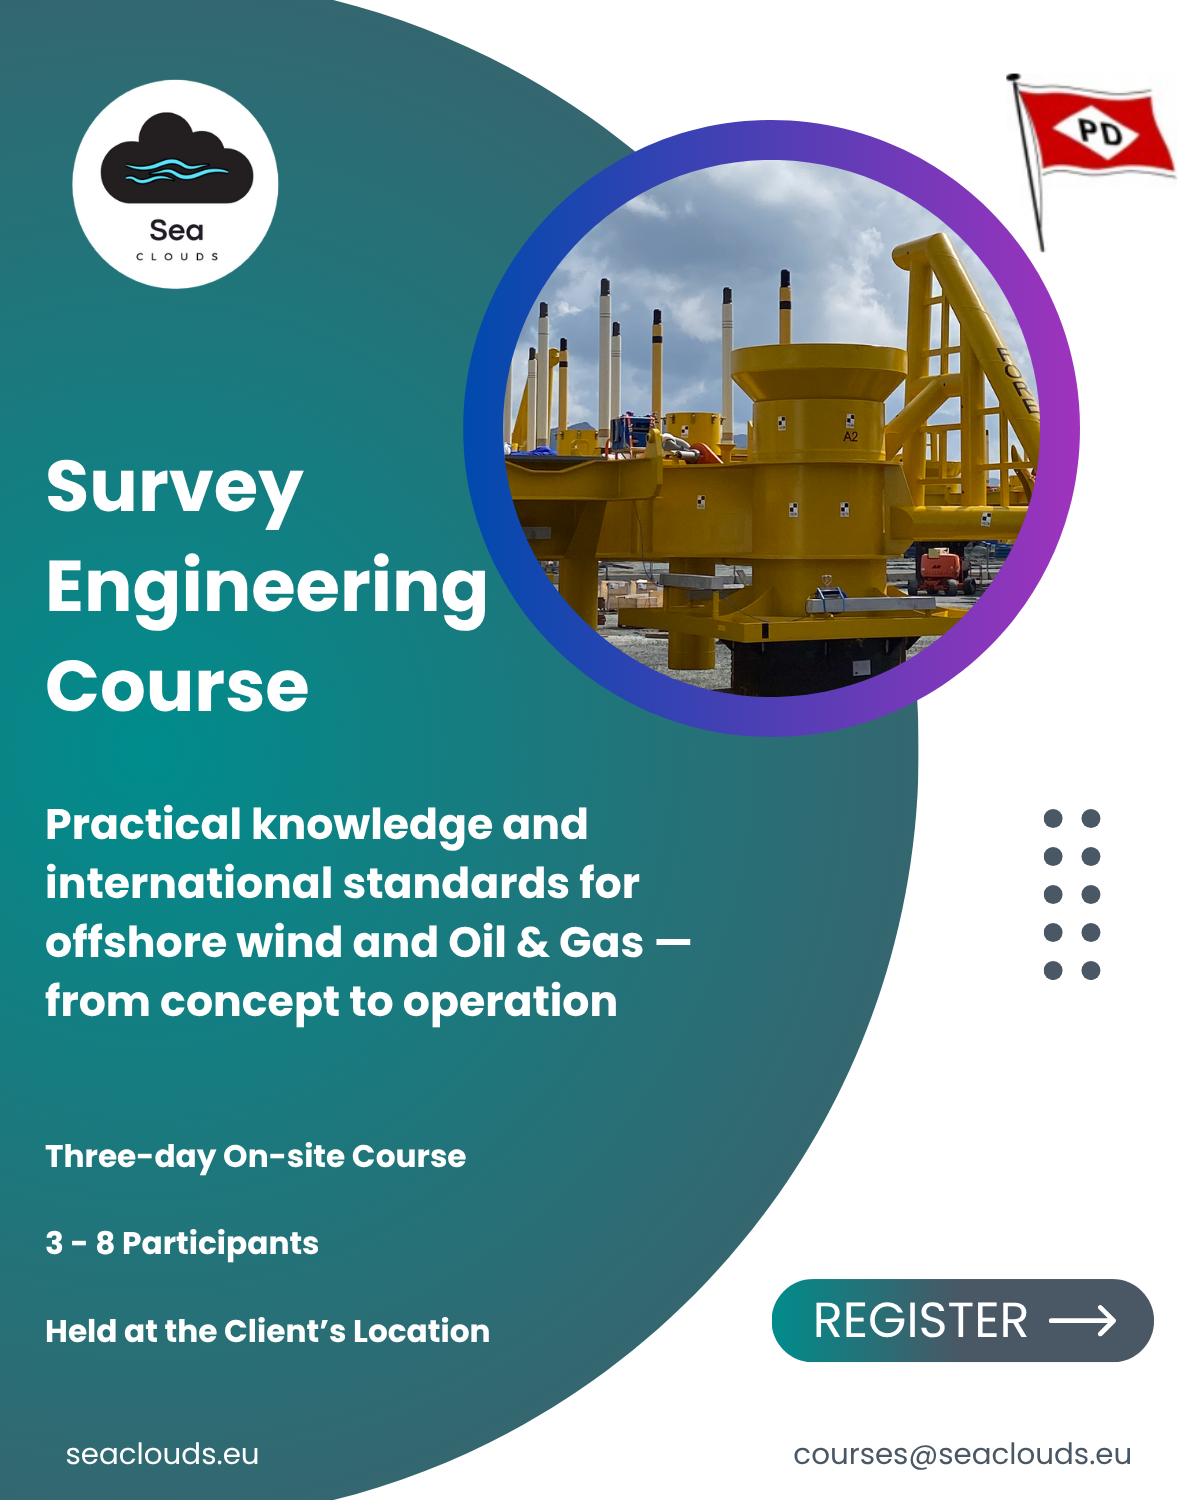 Sea
CLOUDS
PD
FORE
A2
Survey
Engineering
Course
Practical knowledge and
international standards for
offshore wind and Oil & Gas —
from concept to operation
Three-day On-site Course
3 - 8 Participants
Held at the Client’s Location
REGISTER
seaclouds.eu
courses@seaclouds.eu